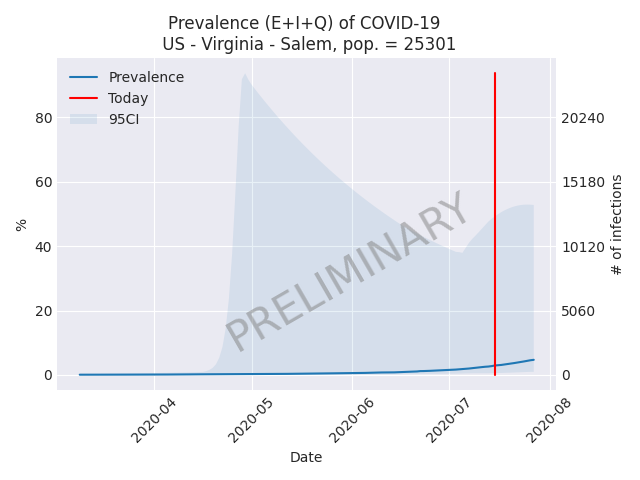 Prevalence (E+I+Q) of COVID-19
US - Virginia - Salem, pop. = 25301
Prevalence
Today
95CI
80
60
40
20
0
%
20240
15180
10120
5060
0
# of infections
PRELIMINARY
2020-04
2020-05
2020-06
2020-07
2020-08
Date